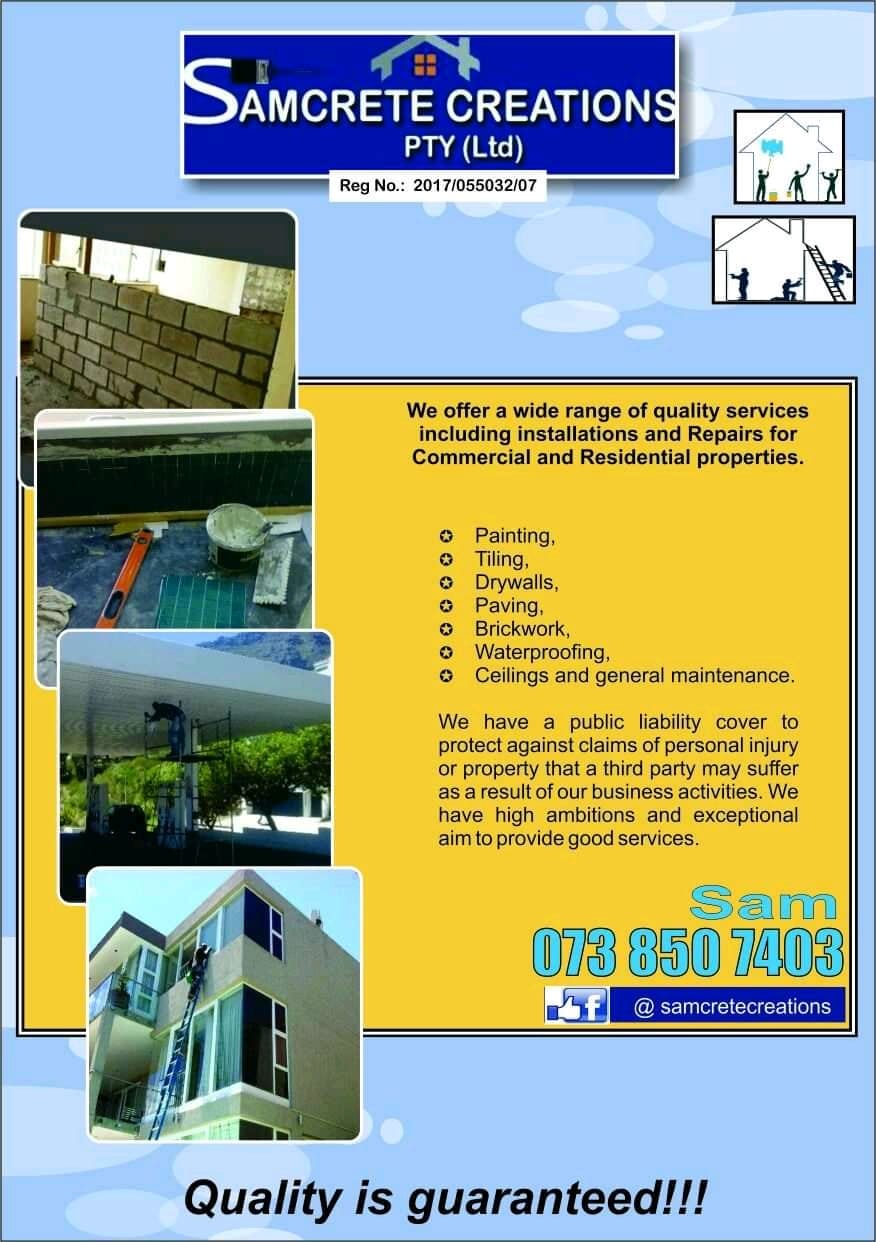 SAMCRETE CREATIONS
PTY (Ltd)
Reg No.: 2017/055032/07
We offer a wide range of quality services
including installations and Repairs for
Commercial and Residential properties.
✪ Painting,
✪ Tiling,
✪ Drywalls,
✪ Paving,
✪ Brickwork,
✪ Waterproofing,
✪ Ceilings and general maintenance.
We have a public liability cover to
protect against claims of personal injury
or property that a third party may suffer
as a result of our business activities. We
have high ambitions and exceptional
aim to provide good services.
Sam
073 850 7403
f @ samcretecreations
Quality is guaranteed!!!